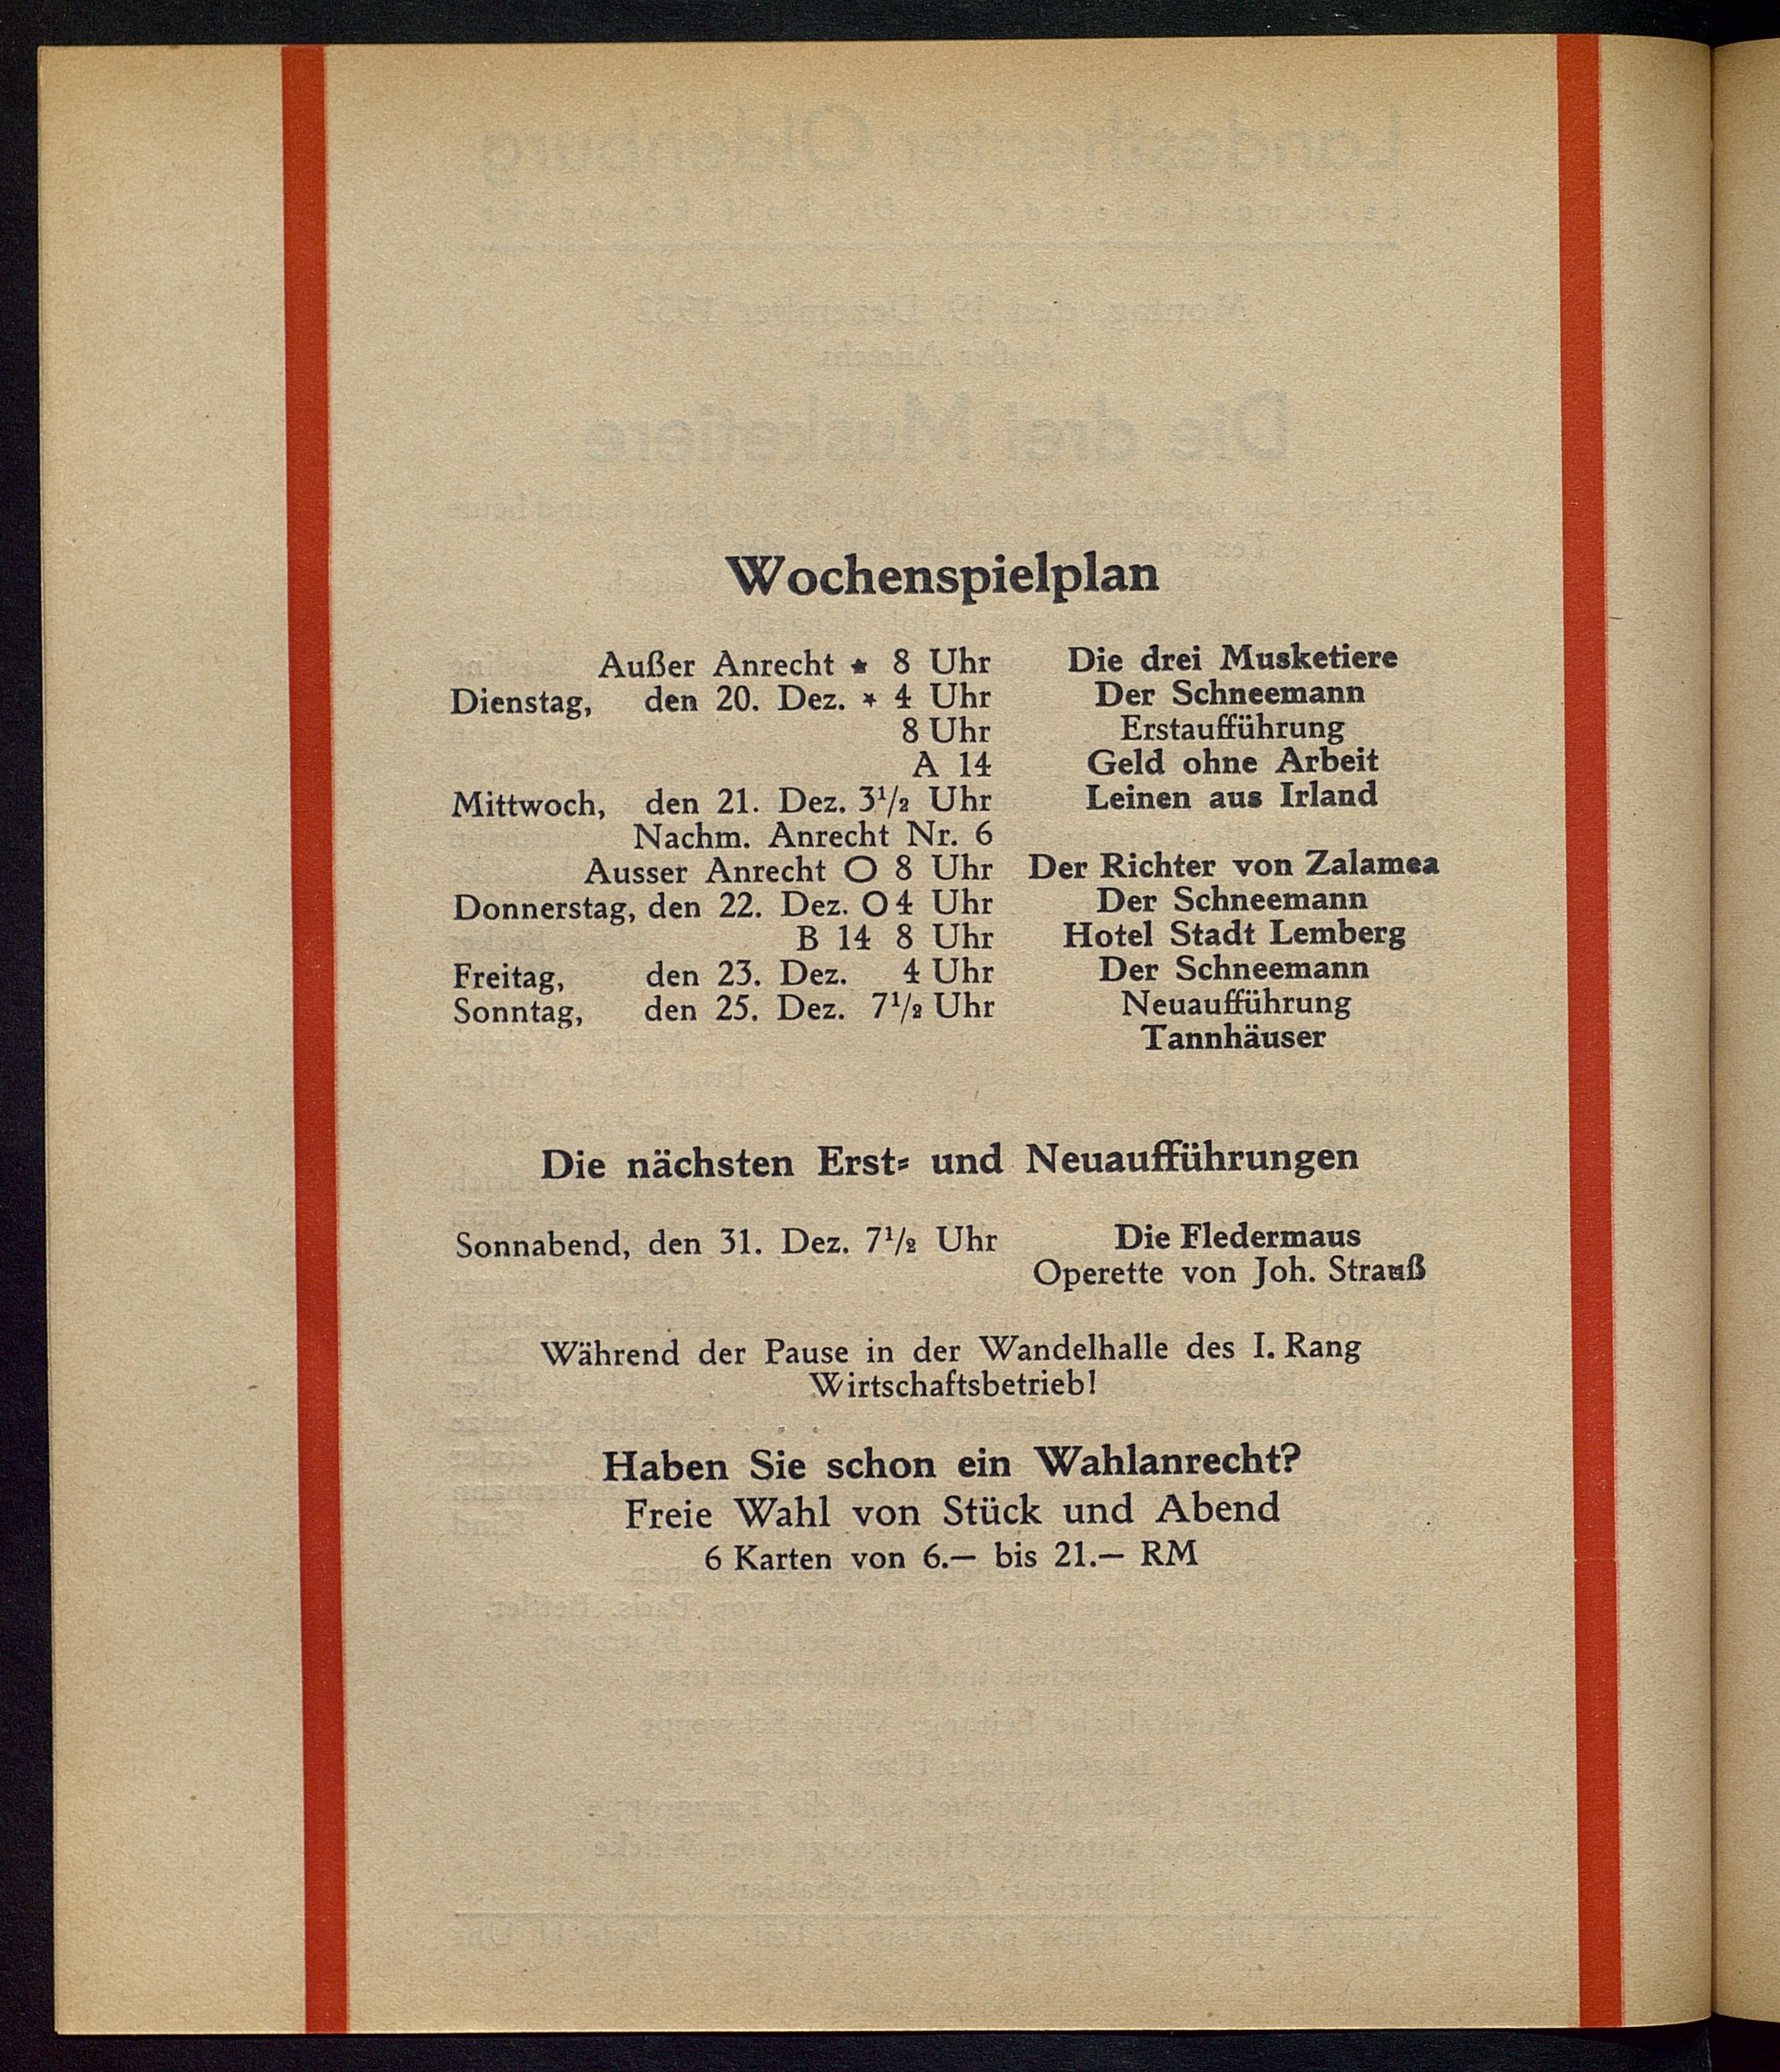 Wochenspielplan
Außer Anrecht * 8 Uhr Die drei Musketiere
Dienstag, den 20. Dez. * 4 Uhr Der Schneemann
8 Uhr Erstaufführung
A 14 Geld ohne Arbeit
Mittwoch, den 21. Dez. 3¹/₂ Uhr Leinen aus Irland
Nachm. Anrecht Nr. 6
Ausser Anrecht O 8 Uhr Der Richter von Zalamea
Donnerstag, den 22. Dez. O 4 Uhr Der Schneemann
B 14 8 Uhr Hotel Stadt Lemberg
Freitag, den 23. Dez. 4 Uhr Der Schneemann
Sonntag, den 25. Dez. 7¹/₂ Uhr Neuaufführung
Tannhäuser
Die nächsten Erst- und Neuaufführungen
Sonnabend, den 31. Dez. 7¹/₂ Uhr Die Fledermaus
Operette von Joh. Strauß
Während der Pause in der Wandelhalle des I. Rang
Wirtschaftsbetrieb!
Haben Sie schon ein Wahlanrecht?
Freie Wahl von Stück und Abend
6 Karten von 6.— bis 21.— RM